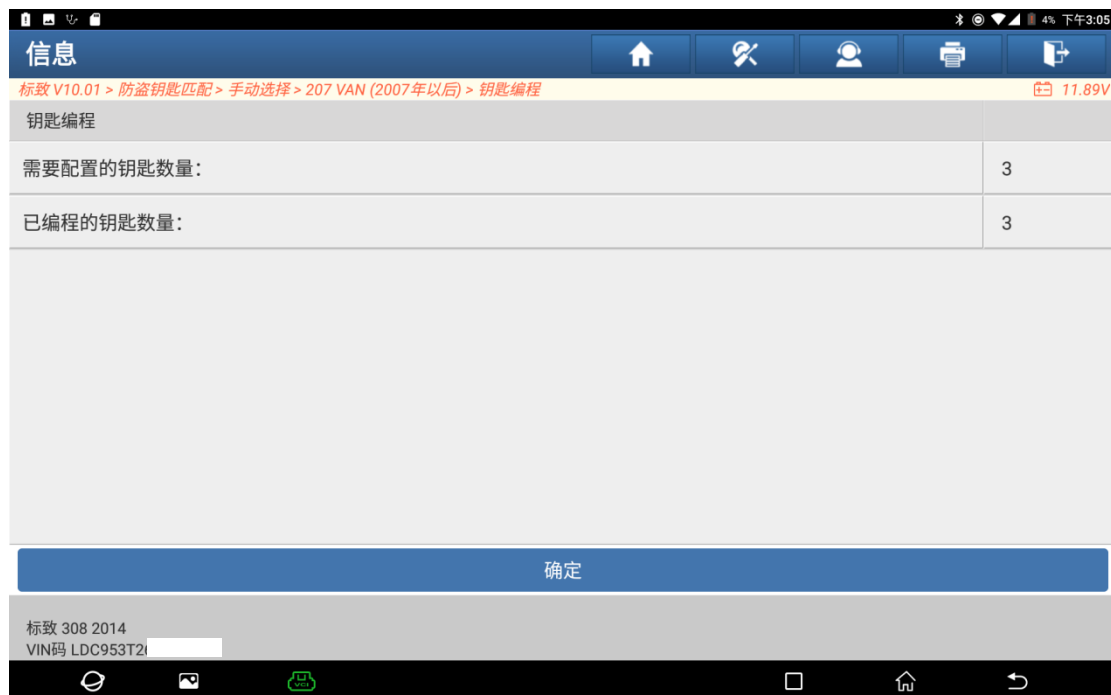 4% 下午3:05
信息
标致 V10.01 > 防盗钥匙匹配 > 手动选择 > 207 VAN (2007年以后) > 钥匙编程 11.89V
钥匙编程
需要配置的钥匙数量： 3
已编程的钥匙数量： 3
确定
标致 308 2014
VIN码 LDC953T2
VCI